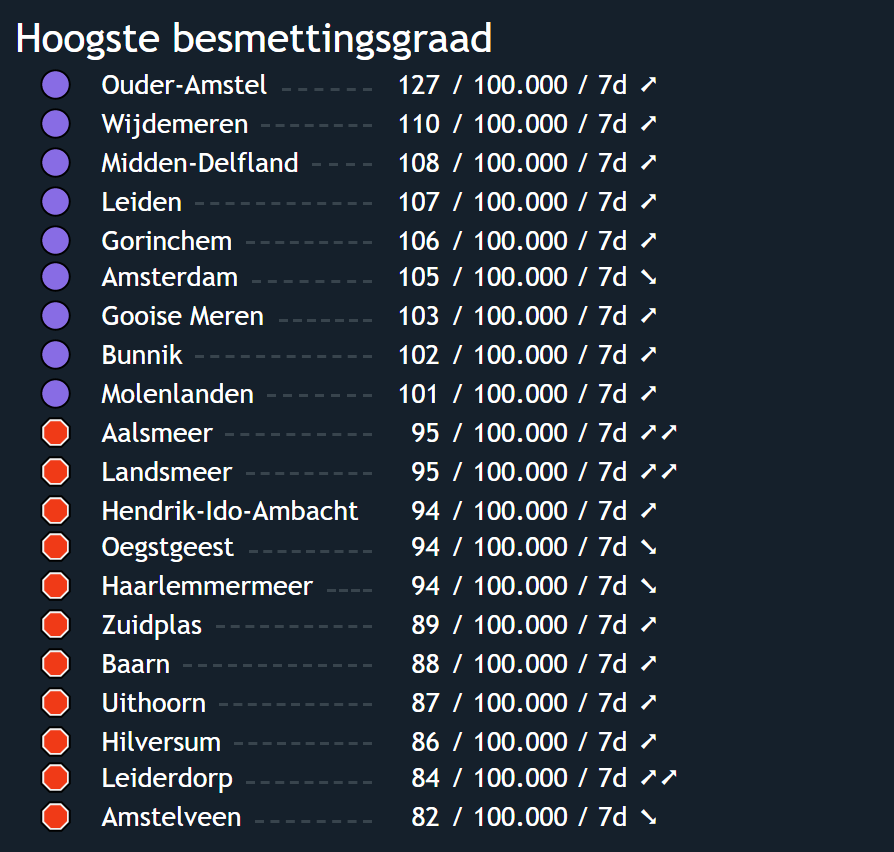 Hoogste besmettingsgraad
Ouder-Amstel 127 / 100.000 / 7d ➚
Wijdemeren 110 / 100.000 / 7d ➚
Midden-Delfland 108 / 100.000 / 7d ➚
Leiden 107 / 100.000 / 7d ➚
Gorinchem 106 / 100.000 / 7d ➚
Amsterdam 105 / 100.000 / 7d ➘
Gooise Meren 103 / 100.000 / 7d ➚
Bunnik 102 / 100.000 / 7d ➚
Molenlanden 101 / 100.000 / 7d ➚
Aalsmeer 95 / 100.000 / 7d ➚➚
Landsmeer 95 / 100.000 / 7d ➚➚
Hendrik-Ido-Ambacht 94 / 100.000 / 7d ➚
Oegstgeest 94 / 100.000 / 7d ➘
Haarlemmermeer 94 / 100.000 / 7d ➘
Zuidplas 89 / 100.000 / 7d ➚
Baarn 88 / 100.000 / 7d ➚
Uithoorn 87 / 100.000 / 7d ➚
Hilversum 86 / 100.000 / 7d ➚
Leiderdorp 84 / 100.000 / 7d ➚➚
Amstelveen 82 / 100.000 / 7d ➘